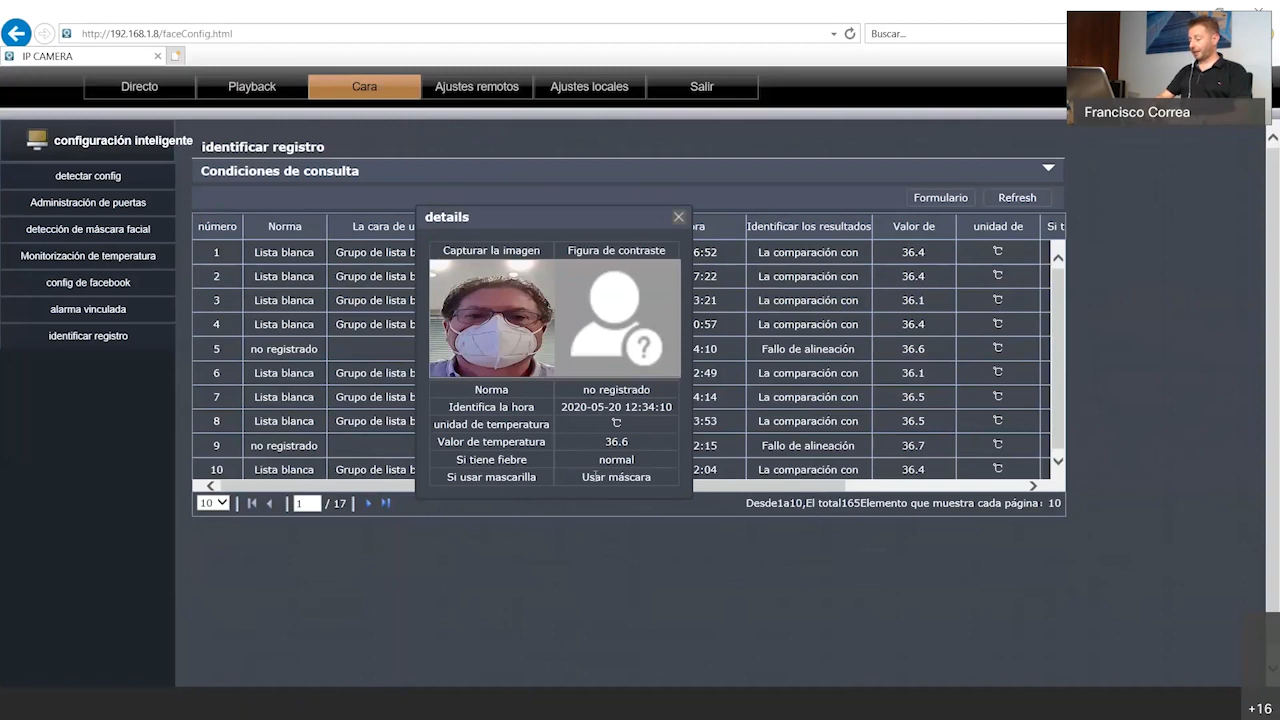 http://192.168.1.8/faceConfig.html
Buscar...
IP CAMERA
Directo
Playback
Cara
Ajustes remotos
Ajustes locales
Salir
Francisco Correa
configuración inteligente
detectar config
Administración de puertas
detección de máscara facial
Monitorización de temperatura
config de facebook
alarma vinculada
identificar registro
identificar registro
Condiciones de consulta
Formulario
Refresh
número Norma La cara de u ora Identificar los resultados Valor de unidad de Si t
1 Lista blanca Grupo de lista b 6:52 La comparación con 36.4 ℃
2 Lista blanca Grupo de lista b 7:22 La comparación con 36.4 ℃
3 Lista blanca Grupo de lista b 3:21 La comparación con 36.1 ℃
4 Lista blanca Grupo de lista b 0:57 La comparación con 36.4 ℃
5 no registrado 4:10 Fallo de alineación 36.6 ℃
6 Lista blanca Grupo de lista b 2:49 La comparación con 36.1 ℃
7 Lista blanca Grupo de lista b 4:14 La comparación con 36.5 ℃
8 Lista blanca Grupo de lista b 3:53 La comparación con 36.5 ℃
9 no registrado 2:15 Fallo de alineación 36.7 ℃
10 Lista blanca Grupo de lista b 2:04 La comparación con 36.4 ℃
details
Capturar la imagen Figura de contraste
?
Norma no registrado
Identifica la hora 2020-05-20 12:34:10
unidad de temperatura ℃
Valor de temperatura 36.6
Si tiene fiebre normal
Si usar mascarilla Usar máscara
10 1 / 17
Desde1a10,El total165Elemento que muestra cada página: 10
+16